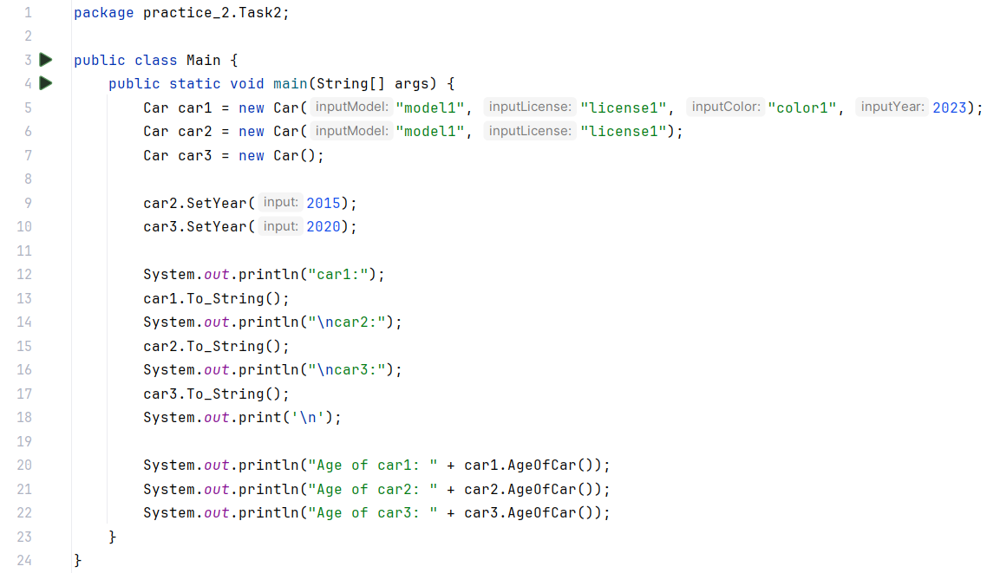 1 package practice_2.Task2;
2
3 public class Main {
4     public static void main(String[] args) {
5         Car car1 = new Car( inputModel: "model1", inputLicense: "license1", inputColor: "color1", inputYear: 2023);
6         Car car2 = new Car( inputModel: "model1", inputLicense: "license1");
7         Car car3 = new Car();
8
9         car2.SetYear( input: 2015);
10         car3.SetYear( input: 2020);
11
12         System.out.println("car1:");
13         car1.To_String();
14         System.out.println("\ncar2:");
15         car2.To_String();
16         System.out.println("\ncar3:");
17         car3.To_String();
18         System.out.print('\n');
19
20         System.out.println("Age of car1: " + car1.AgeOfCar());
21         System.out.println("Age of car2: " + car2.AgeOfCar());
22         System.out.println("Age of car3: " + car3.AgeOfCar());
23     }
24 }